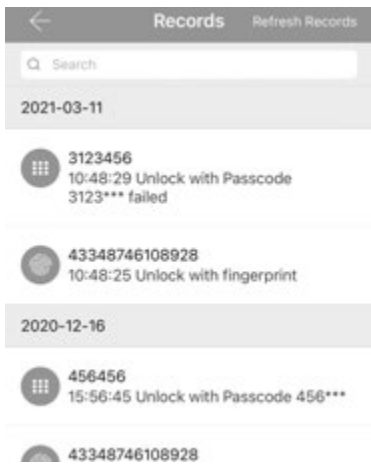 Records
Refresh Records
Search
2021-03-11
3123456
10:48:29 Unlock with Passcode
3123*** failed
43348746108928
10:48:25 Unlock with fingerprint
2020-12-16
456456
15:56:45 Unlock with Passcode 456***
43348746108928